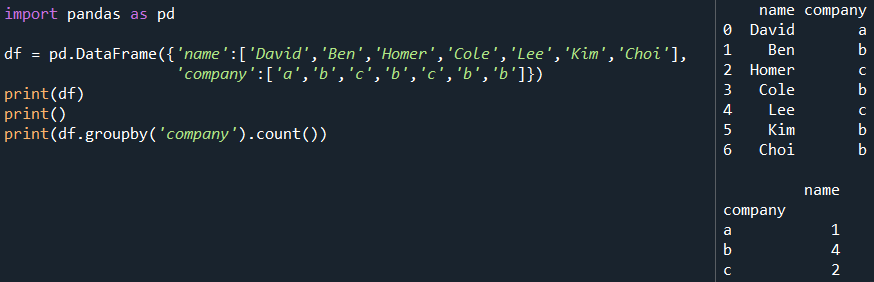 import pandas as pd
df = pd.DataFrame({'name':['David','Ben','Homer','Cole','Lee','Kim','Choi'],
'company':['a','b','c','b','c','b','b']})
print(df)
print()
print(df.groupby('company').count())
name company
0 David a
1 Ben b
2 Homer c
3 Cole b
4 Lee c
5 Kim b
6 Choi b
name
company
a 1
b 4
c 2